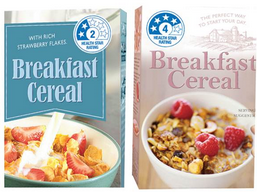 WITH RICH
STRAWBERRY FLAKES.
2
HEALTH STAR
RATING
Breakfast
Cereal
THE PERFECT WAY
TO START YOUR DAY
4
HEALTH STAR
RATING
Breakfast
Cereal